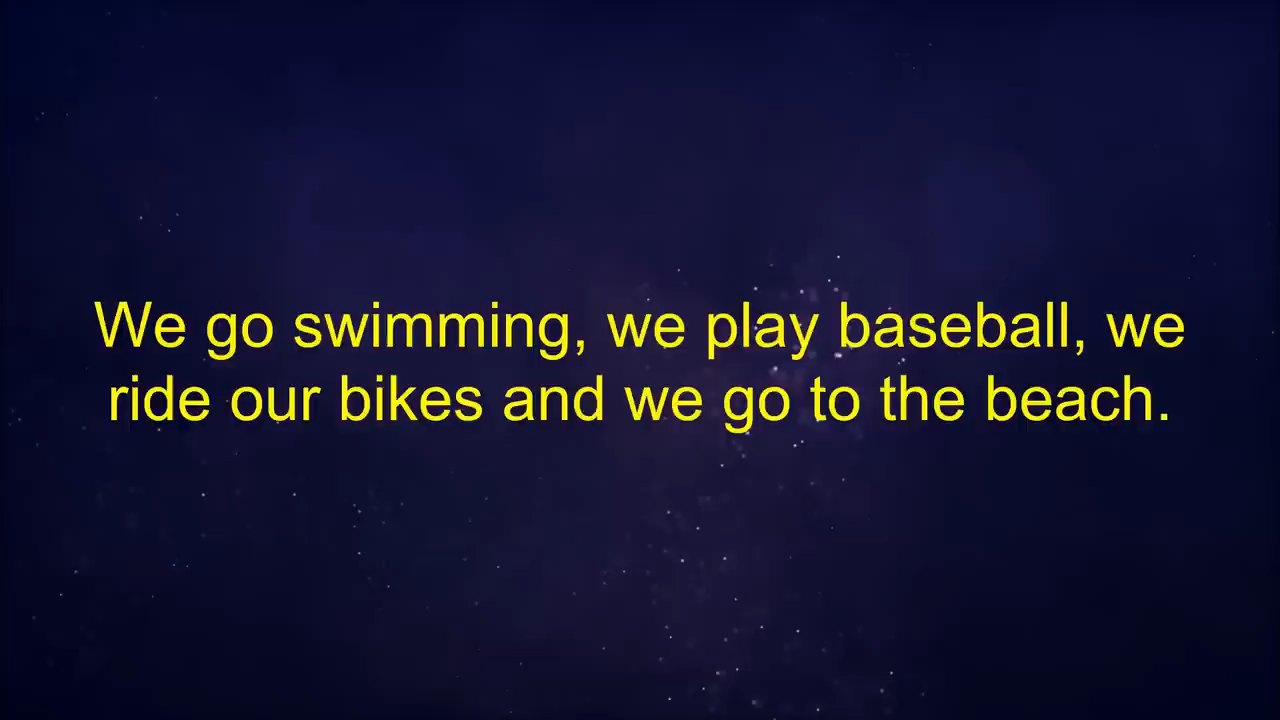 We go swimming, we play baseball, we
ride our bikes and we go to the beach.